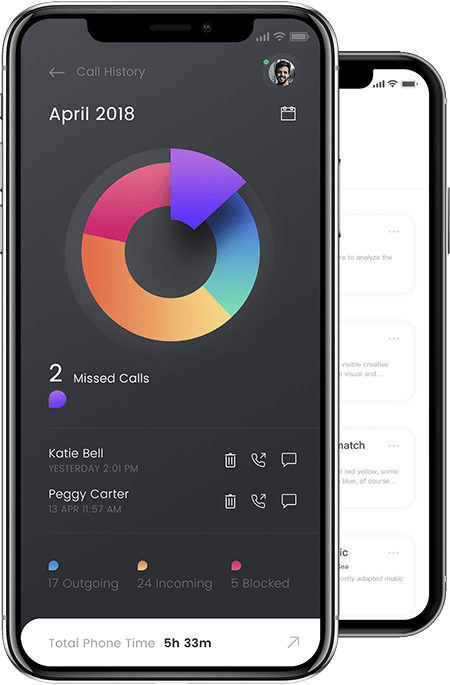 Call History
April 2018
2 Missed Calls
Katie Bell
YESTERDAY 2:01 PM
Peggy Carter
13 APR 11:57 AM
17 Outgoing
24 Incoming
5 Blocked
Total Phone Time 5h 33m
re to analyze the
visible creative
e visual and....
match
t red yellow, some
e blue, of course...
ic
Sea
ostly adapted music